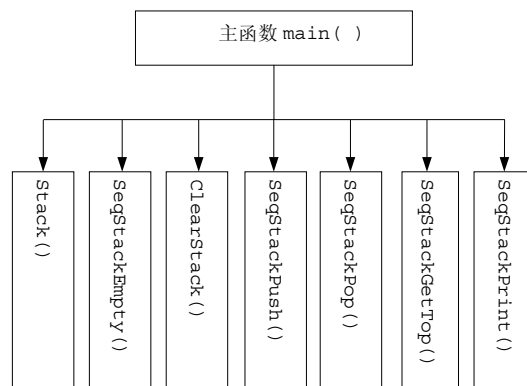 主函数 main( )
Stack()
SeqStackEmpty()
ClearStack()
SeqStackPush()
SeqStackPop()
SeqStackGetTop()
SeqStackPrint()